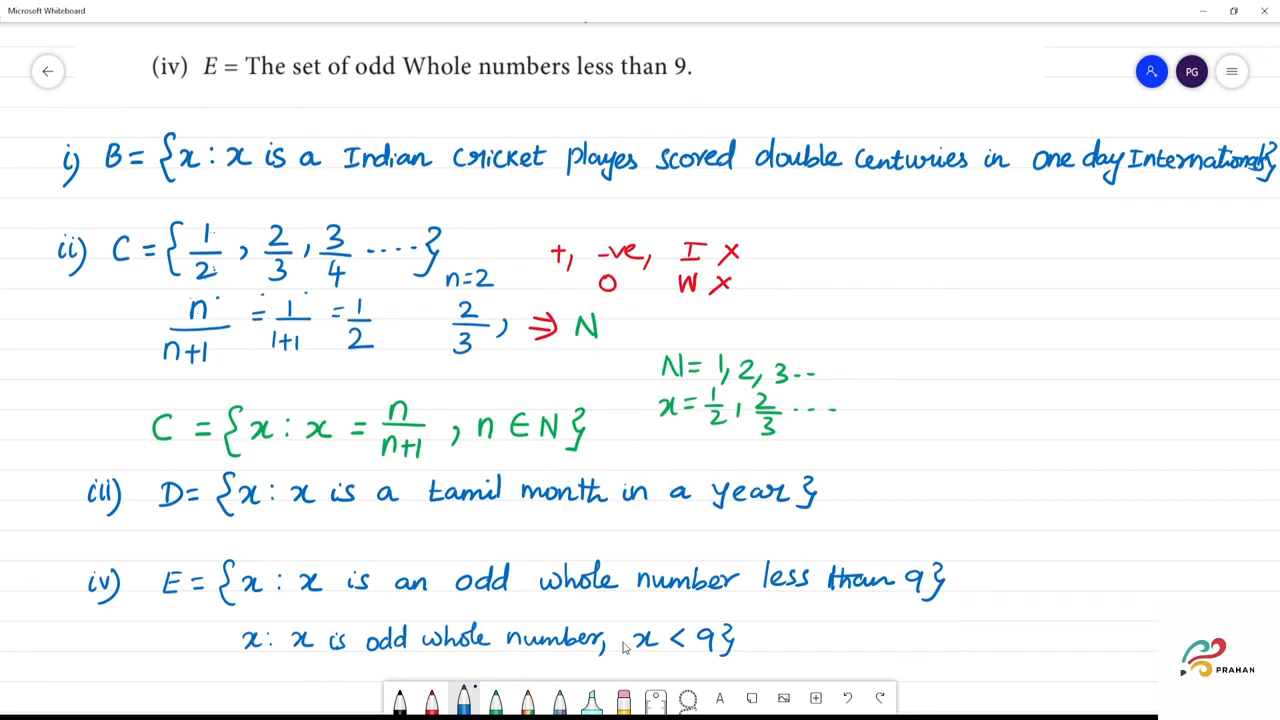 Microsoft Whiteboard
PG
(iv) E = The set of odd Whole numbers less than 9.
i) B = {x : x is a Indian cricket playes scored double centuries in one day Internationals}
ii) C = {1/2, 2/3, 3/4 ....}
+, -ve, I X
0 W X
n=2
n/n+1 = 1/1+1 = 1/2 2/3, ⇒ N
N = 1, 2, 3 --
x = 1/2, 2/3 ----
C = {x : x = n/n+1, n ∈ N}
iii) D = {x : x is a tamil month in a year}
iv) E = {x : x is an odd whole number less than 9}
x : x is odd whole number, x < 9}
PRAHAN
A